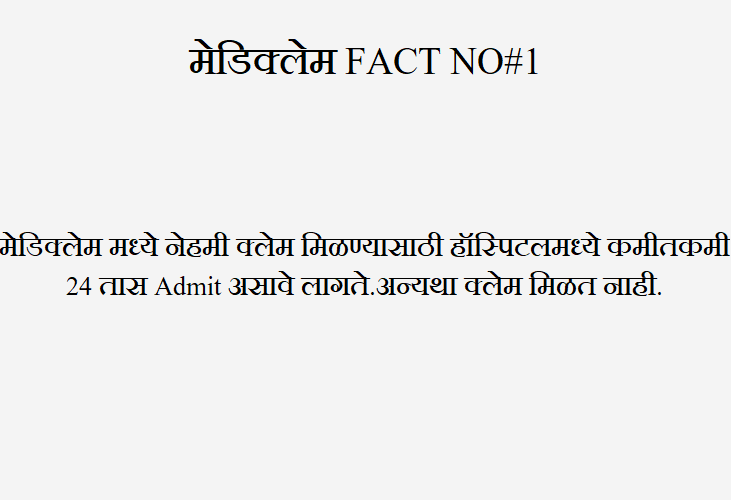 मेडिक्लेम FACT NO#1
मेडिक्लेम मध्ये नेहमी क्लेम मिळण्यासाठी हॉस्पिटलमध्ये कमीतकमी
24 तास Admit असावे लागते.अन्यथा क्लेम मिळत नाही.